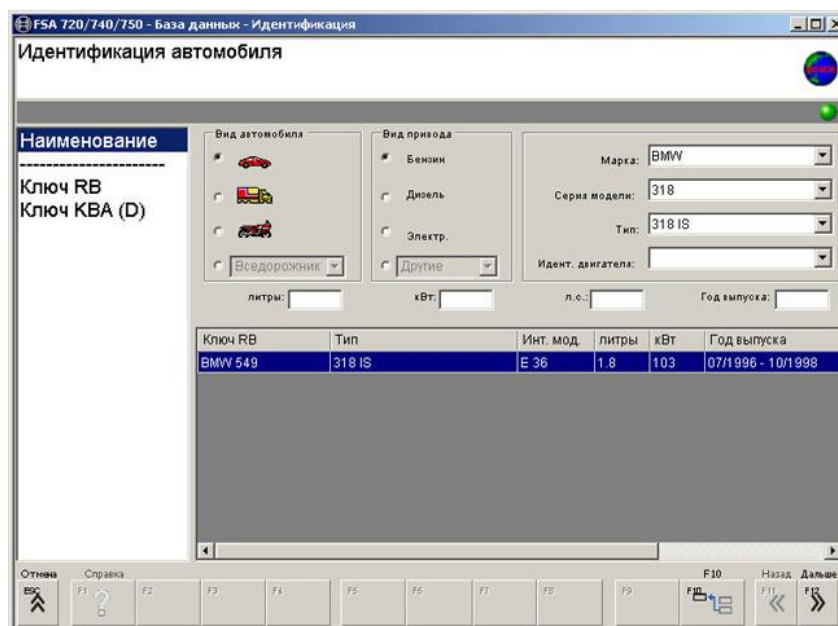 FSA 720/740/750 - База данных - Идентификация
Идентификация автомобиля
BOSCH
Наименование
----------------------
Ключ RB
Ключ KBA (D)
Вид автомобиля
Вседорожник
Вид привода
Бензин
Дизель
Электр.
Другие
Марка: BMW
Серия модели: 318
Тип: 318 IS
Идент. двигателя:
литры: кВт: л.с.: Год выпуска:
Ключ RB Тип Инт. мод. литры кВт Год выпуска
BMW 549 318 IS E 36 1.8 103 07/1996 - 10/1998
Отмена Справка F10 Назад Дальше
ESC F1 F2 F3 F4 F5 F6 F7 F8 F9 F10 F11 F12